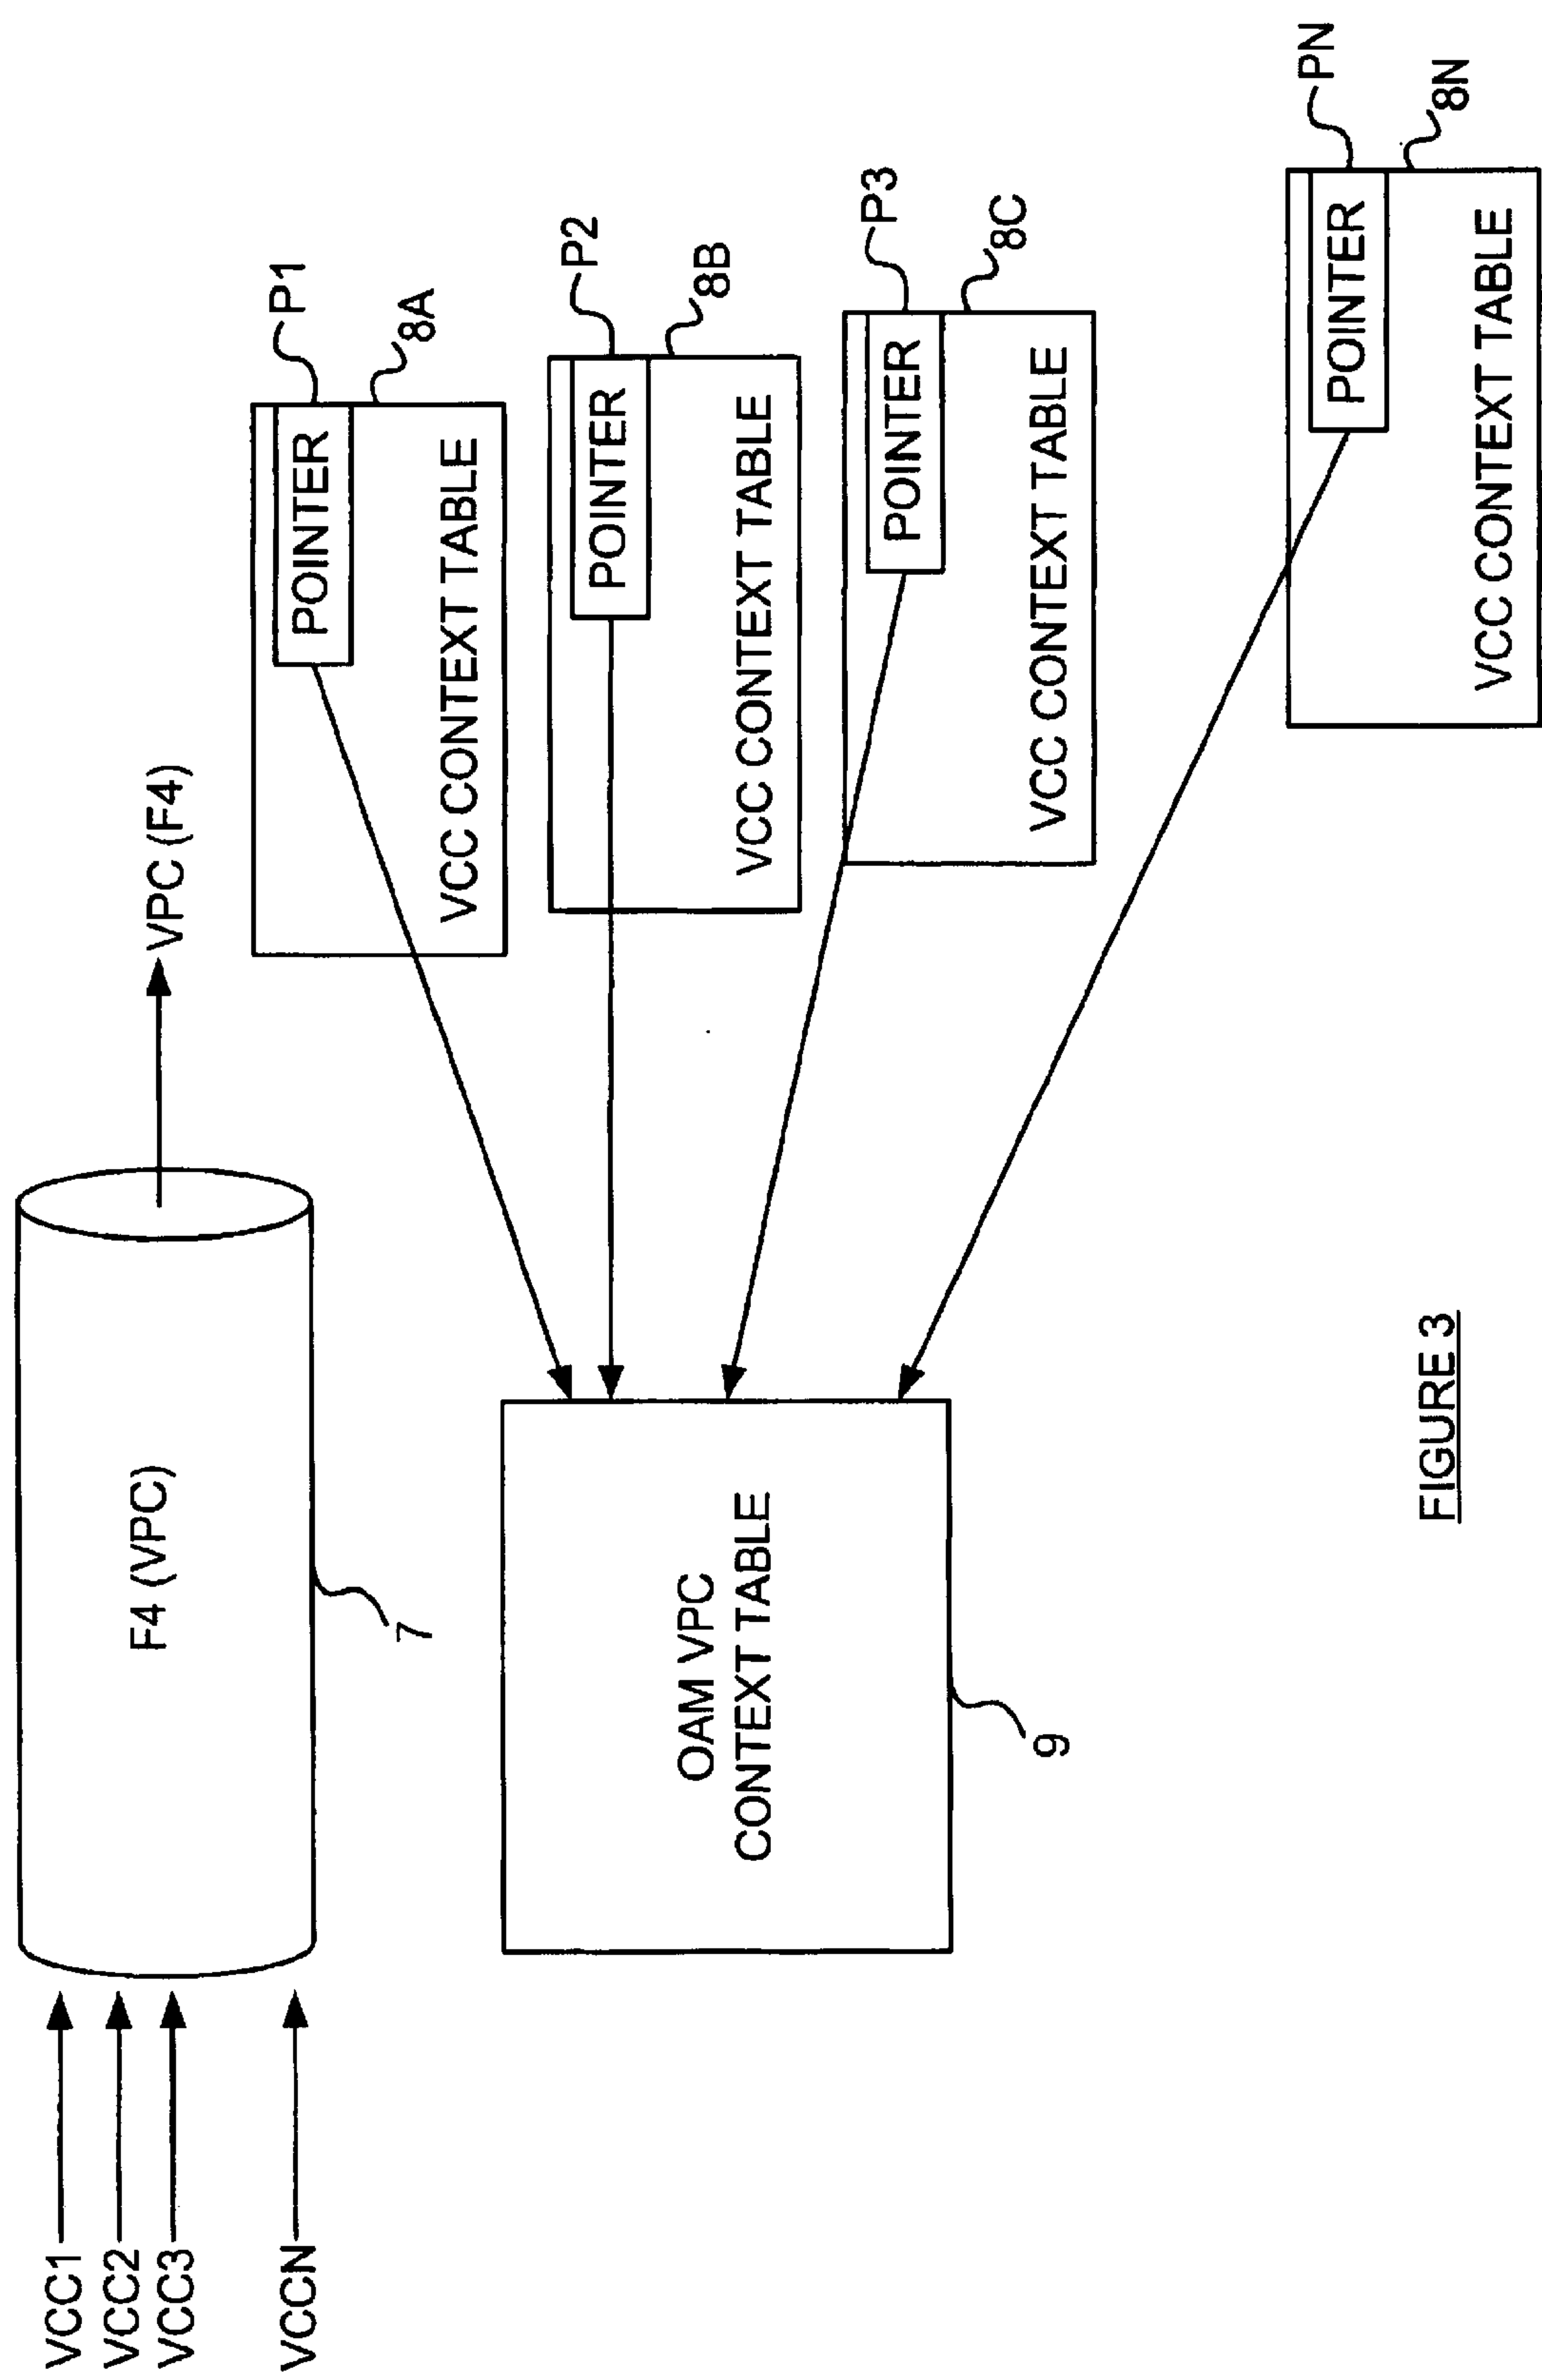 VCC1
VCC2
VCC3
VCCN
F4 (VPC)
7
VPC (F4)
OAM VPC
CONTEXT TABLE
9
POINTER
VCC CONTEXT TABLE
P1
8A
POINTER
VCC CONTEXT TABLE
P2
8B
POINTER
VCC CONTEXT TABLE
P3
8C
POINTER
VCC CONTEXT TABLE
PN
8N
FIGURE 3